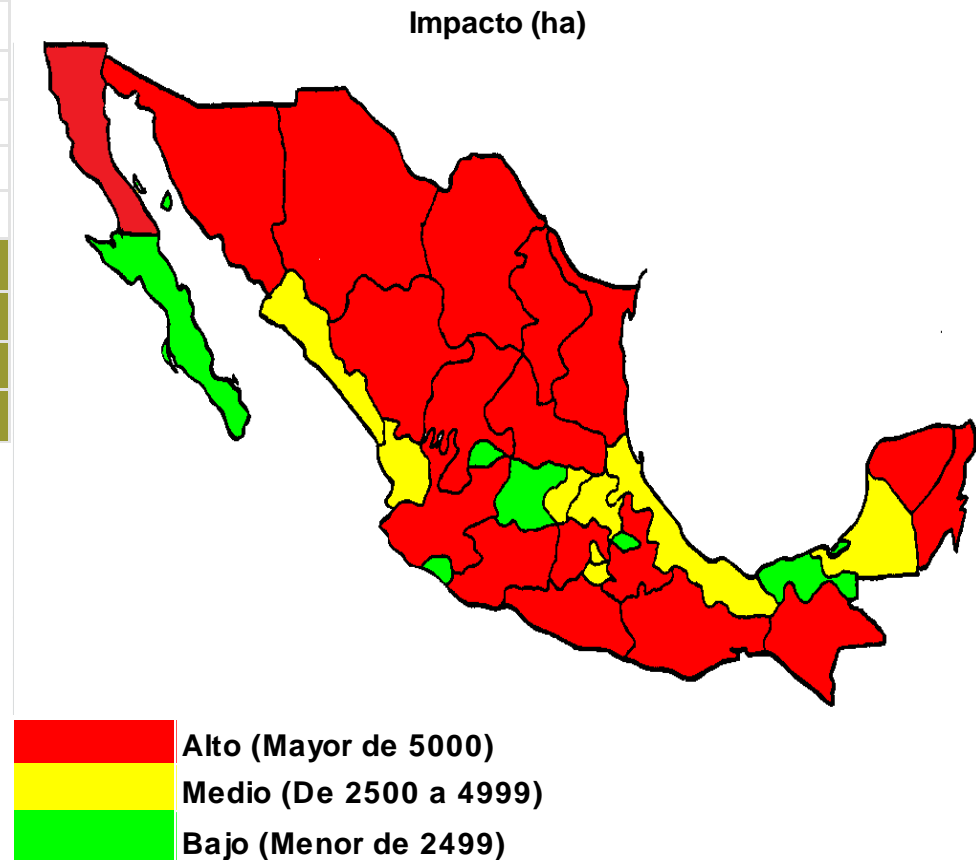 Impacto (ha)
Alto (Mayor de 5000)
Medio (De 2500 a 4999)
Bajo (Menor de 2499)